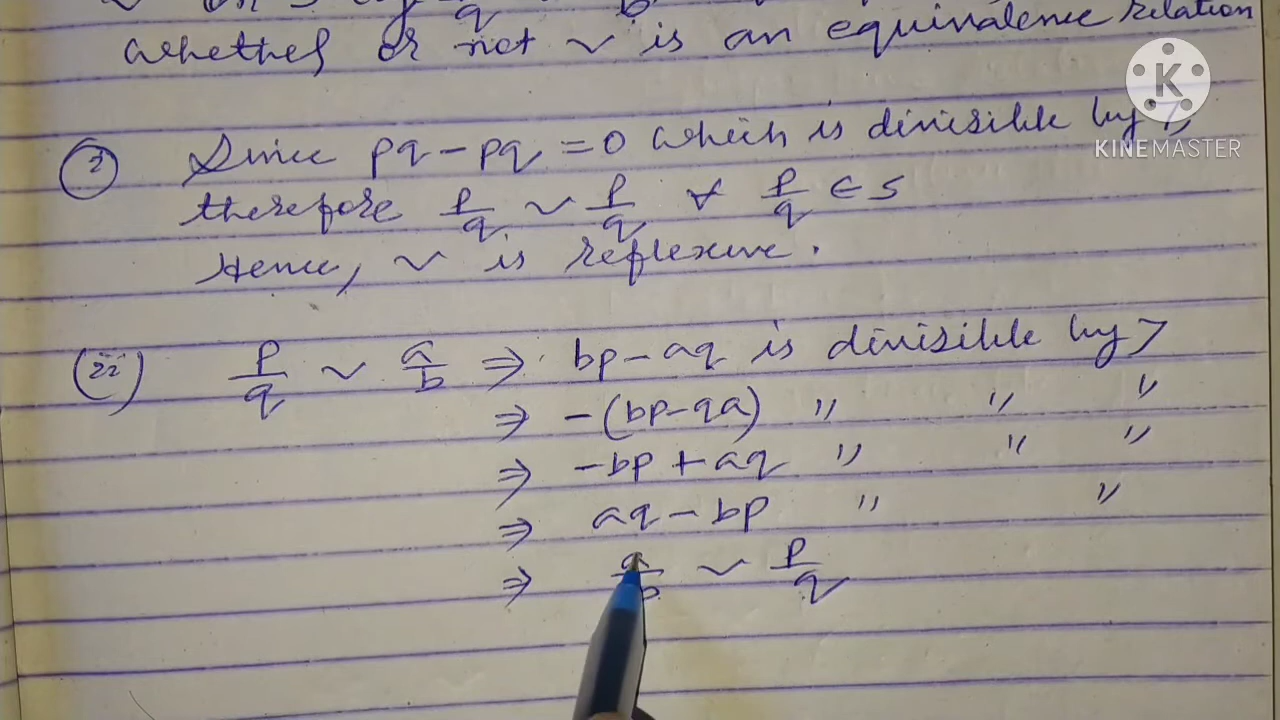 whether or not ~ is an equivalence relation
K
KINEMASTER
(i) Since pq - pq = 0 which is divisible by 7,
therefore p/q ~ p/q ∀ p/q ∈ S
Hence, ~ is reflexive.
(ii) p/q ~ a/b ⇒ bp - aq is divisible by 7
⇒ -(bp - qa) " " "
⇒ -bp + aq " " "
⇒ aq - bp " "
⇒ a/b ~ p/q